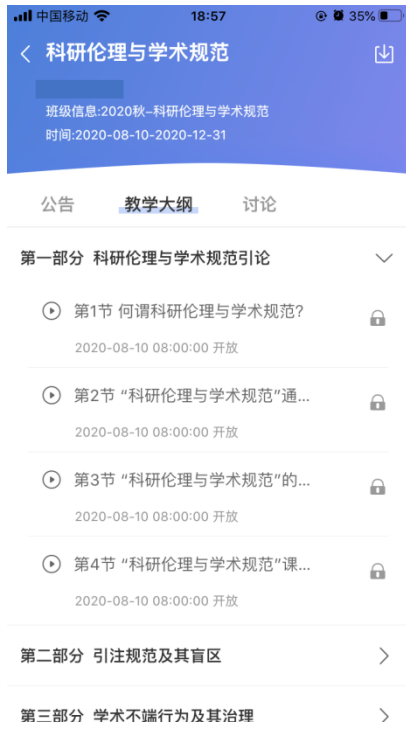 中国移动 18:57 35%
科研伦理与学术规范
班级信息:2020秋-科研伦理与学术规范
时间:2020-08-10-2020-12-31
公告 教学大纲 讨论
第一部分 科研伦理与学术规范引论
第1节 何谓科研伦理与学术规范?
2020-08-10 08:00:00 开放
第2节 “科研伦理与学术规范”通...
2020-08-10 08:00:00 开放
第3节 “科研伦理与学术规范”的...
2020-08-10 08:00:00 开放
第4节 “科研伦理与学术规范”课...
2020-08-10 08:00:00 开放
第二部分 引注规范及其盲区
第三部分 学术不端行为及其治理